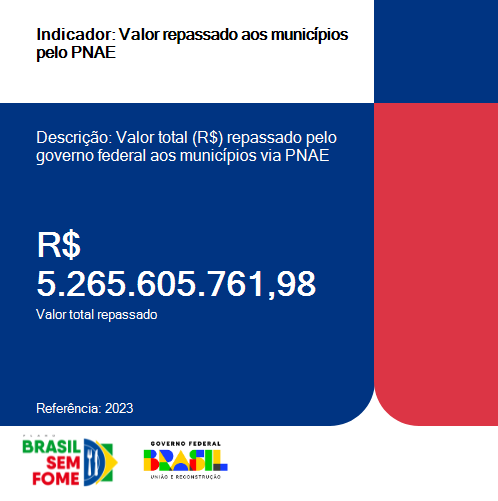 Indicador: Valor repassado aos municípios
pelo PNAE
Descrição: Valor total (R$) repassado pelo
governo federal aos municípios via PNAE
R$
5.265.605.761,98
Valor total repassado
Referência: 2023
PLANO
BRASIL
SEM
FOME
GOVERNO FEDERAL
BRASIL
UNIÃO E RECONSTRUÇÃO